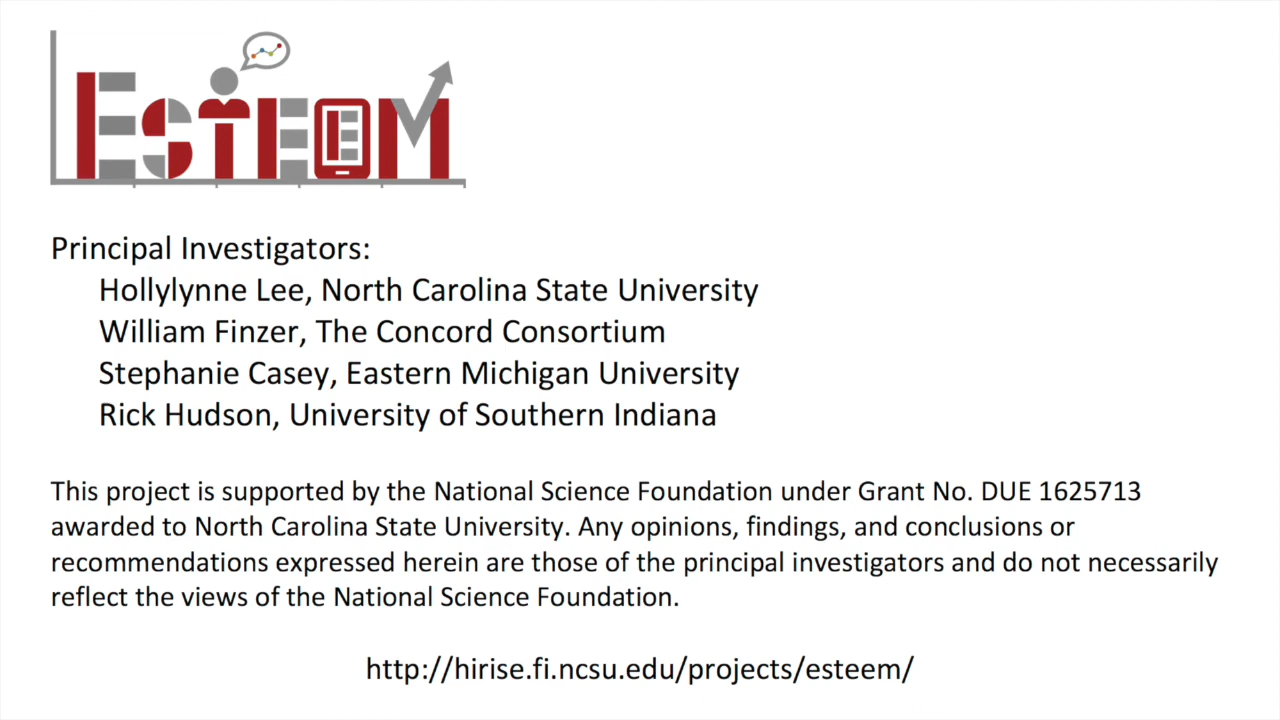 ESTEEM
Principal Investigators:
Hollylynne Lee, North Carolina State University
William Finzer, The Concord Consortium
Stephanie Casey, Eastern Michigan University
Rick Hudson, University of Southern Indiana
This project is supported by the National Science Foundation under Grant No. DUE 1625713
awarded to North Carolina State University. Any opinions, findings, and conclusions or
recommendations expressed herein are those of the principal investigators and do not necessarily
reflect the views of the National Science Foundation.
http://hirise.fi.ncsu.edu/projects/esteem/